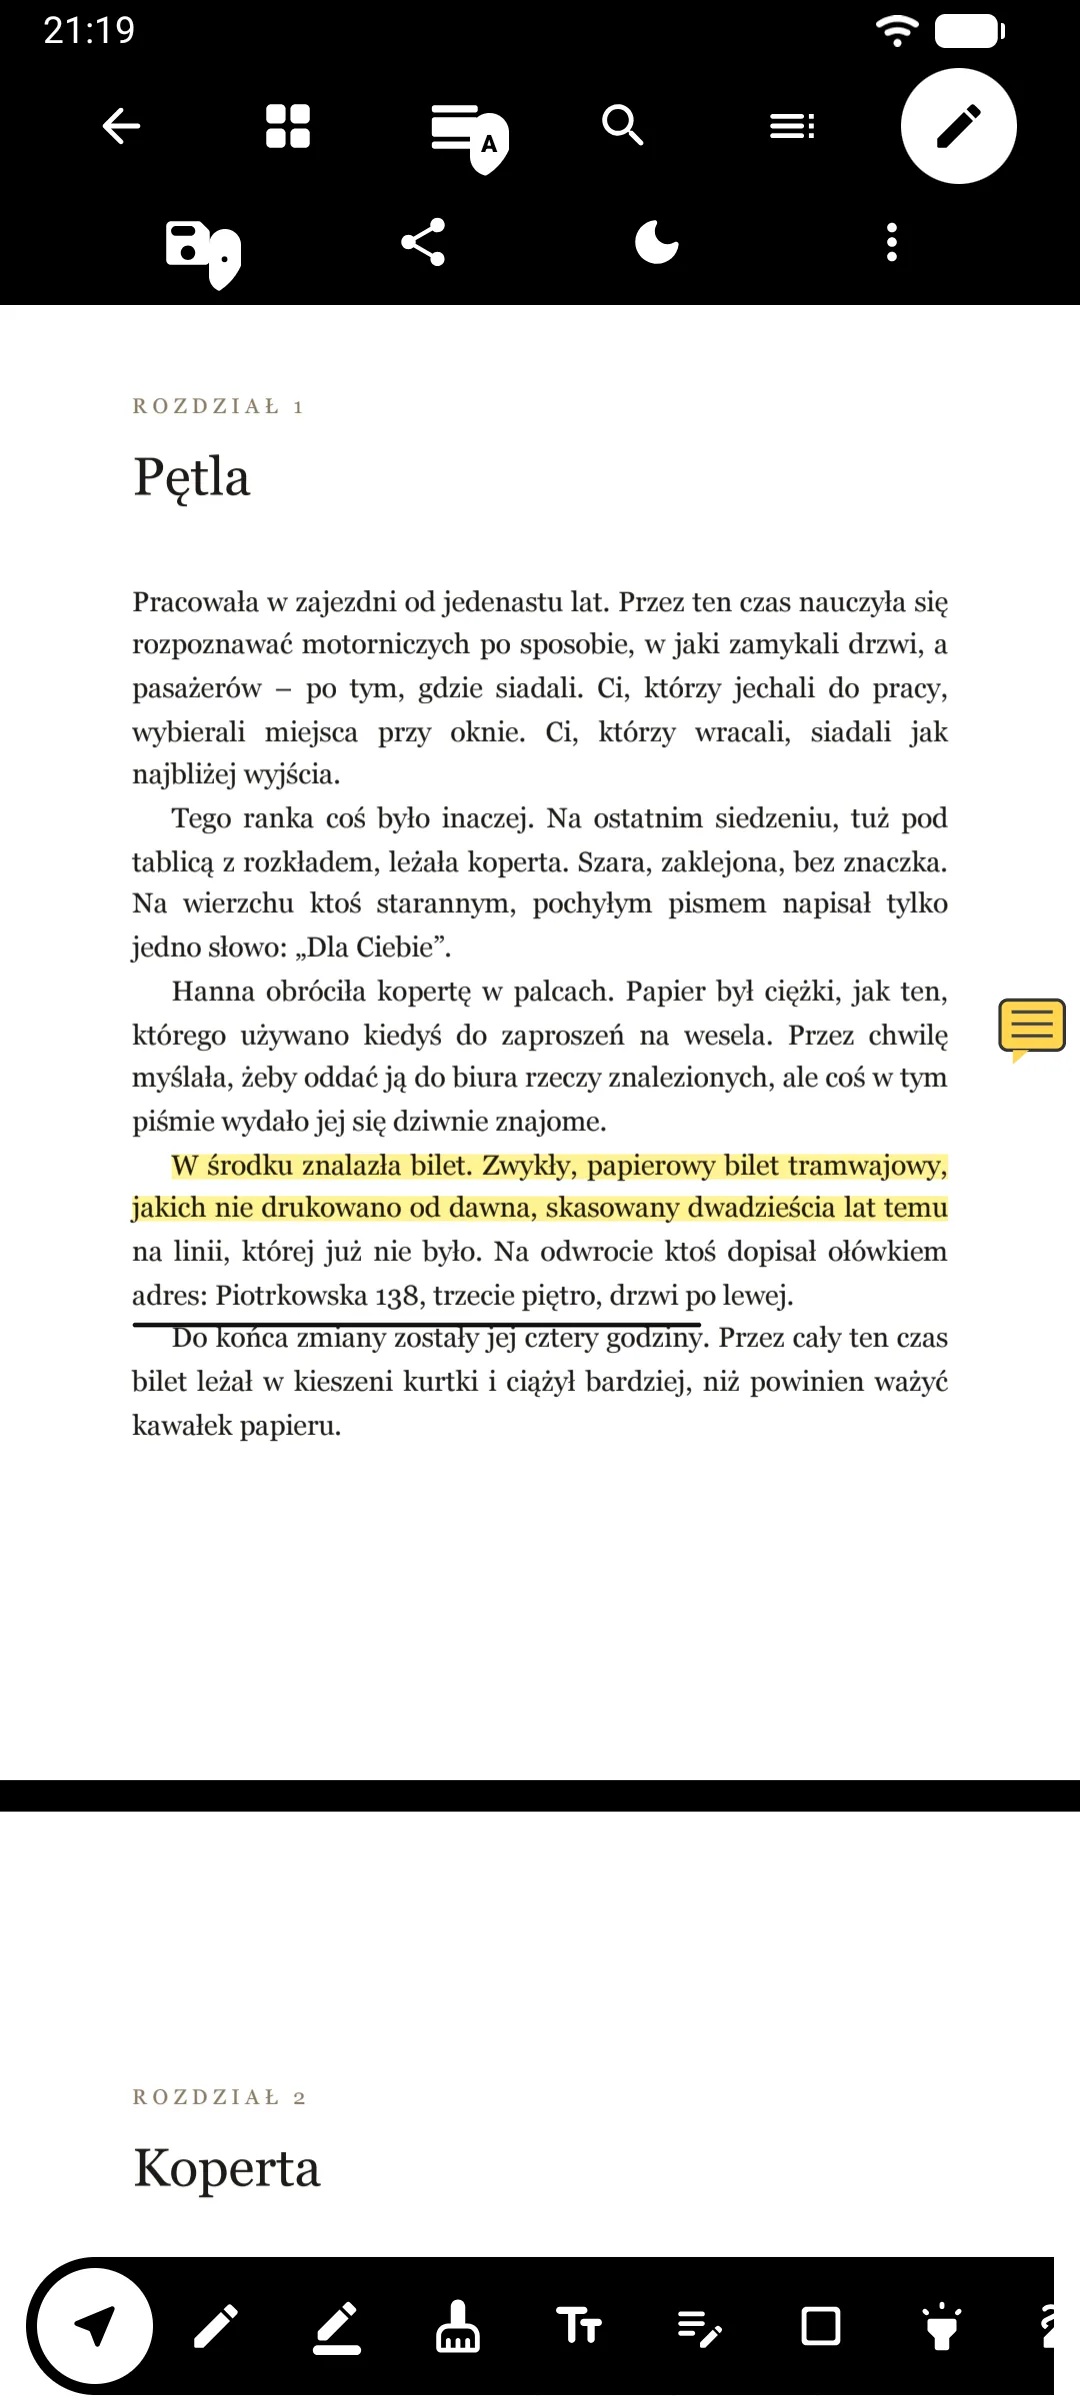 21:19
A
ROZDZIAŁ 1
Pętla
Pracowała w zajezdni od jedenastu lat. Przez ten czas nauczyła się
rozpoznawać motorniczych po sposobie, w jaki zamykali drzwi, a
pasażerów – po tym, gdzie siadali. Ci, którzy jechali do pracy,
wybierali miejsca przy oknie. Ci, którzy wracali, siadali jak
najbliżej wyjścia.
Tego ranka coś było inaczej. Na ostatnim siedzeniu, tuż pod
tablicą z rozkładem, leżała koperta. Szara, zaklejona, bez znaczka.
Na wierzchu ktoś starannym, pochyłym pismem napisał tylko
jedno słowo: „Dla Ciebie”.
Hanna obróciła kopertę w palcach. Papier był ciężki, jak ten,
którego używano kiedyś do zaproszeń na wesela. Przez chwilę
myślała, żeby oddać ją do biura rzeczy znalezionych, ale coś w tym
piśmie wydało jej się dziwnie znajome.
W środku znalazła bilet. Zwykły, papierowy bilet tramwajowy,
jakich nie drukowano od dawna, skasowany dwadzieścia lat temu
na linii, której już nie było. Na odwrocie ktoś dopisał ołówkiem
adres: Piotrkowska 138, trzecie piętro, drzwi po lewej.
Do końca zmiany zostały jej cztery godziny. Przez cały ten czas
bilet leżał w kieszeni kurtki i ciążył bardziej, niż powinien ważyć
kawałek papieru.
ROZDZIAŁ 2
Koperta
Tт